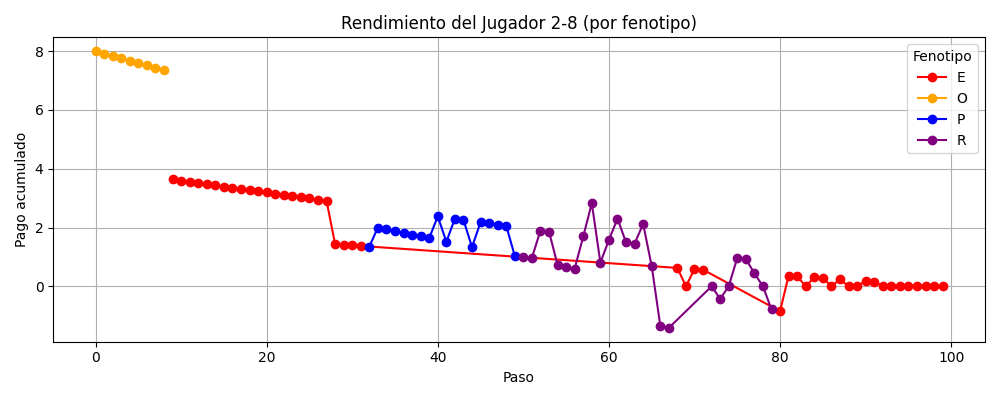 Rendimiento del Jugador 2-8 (por fenotipo)
Pago acumulado
8
6
4
2
0
0
20
40
60
80
100
Paso
Fenotipo
E
O
P
R